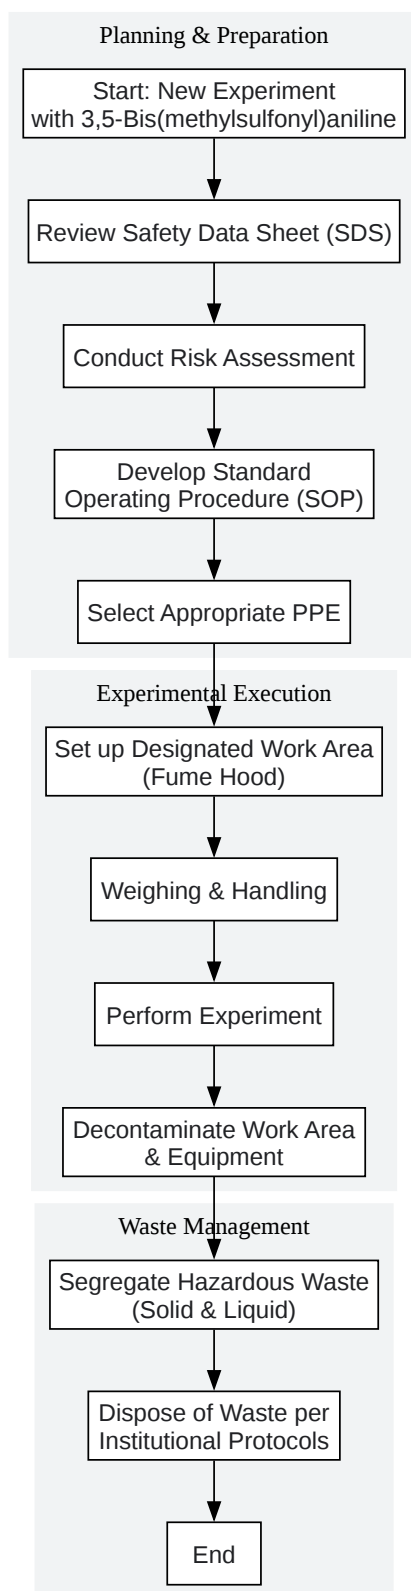 Planning & Preparation
Start: New Experiment
with 3,5-Bis(methylsulfonyl)aniline
Review Safety Data Sheet (SDS)
Conduct Risk Assessment
Develop Standard
Operating Procedure (SOP)
Select Appropriate PPE
Experimental Execution
Set up Designated Work Area
(Fume Hood)
Weighing & Handling
Perform Experiment
Decontaminate Work Area
& Equipment
Waste Management
Segregate Hazardous Waste
(Solid & Liquid)
Dispose of Waste per
Institutional Protocols
End